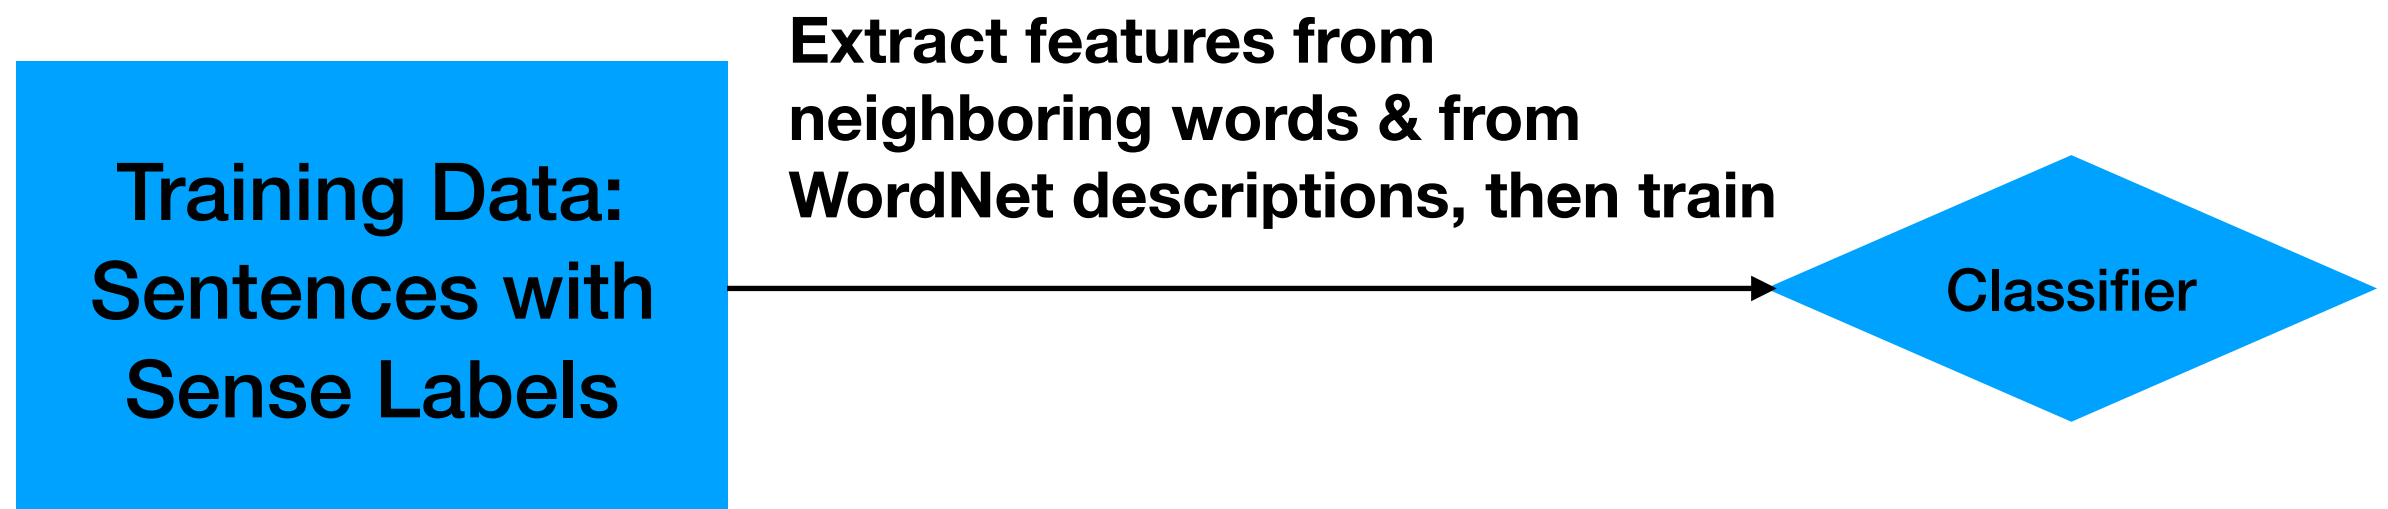 Training Data:
Sentences with
Sense Labels
Extract features from
neighboring words & from
WordNet descriptions, then train
Classifier